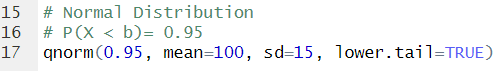 15 # Normal Distribution
16 # P(X < b)= 0.95
17 qnorm(0.95, mean=100, sd=15, lower.tail=TRUE)